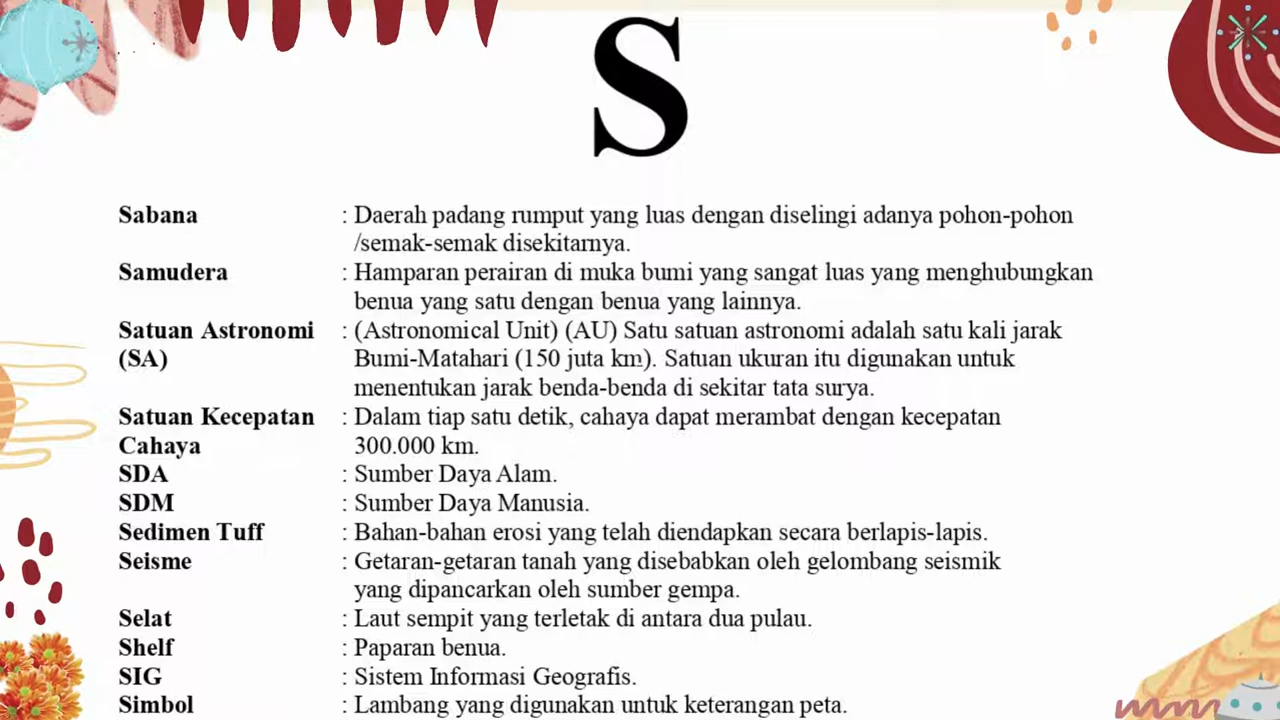 S
Sabana : Daerah padang rumput yang luas dengan diselingi adanya pohon-pohon
/semak-semak disekitarnya.
Samudera : Hamparan perairan di muka bumi yang sangat luas yang menghubungkan
benua yang satu dengan benua yang lainnya.
Satuan Astronomi : (Astronomical Unit) (AU) Satu satuan astronomi adalah satu kali jarak
(SA) Bumi-Matahari (150 juta km). Satuan ukuran itu digunakan untuk
menentukan jarak benda-benda di sekitar tata surya.
Satuan Kecepatan : Dalam tiap satu detik, cahaya dapat merambat dengan kecepatan
Cahaya 300.000 km.
SDA : Sumber Daya Alam.
SDM : Sumber Daya Manusia.
Sedimen Tuff : Bahan-bahan erosi yang telah diendapkan secara berlapis-lapis.
Seisme : Getaran-getaran tanah yang disebabkan oleh gelombang seismik
yang dipancarkan oleh sumber gempa.
Selat : Laut sempit yang terletak di antara dua pulau.
Shelf : Paparan benua.
SIG : Sistem Informasi Geografis.
Simbol : Lambang yang digunakan untuk keterangan peta.